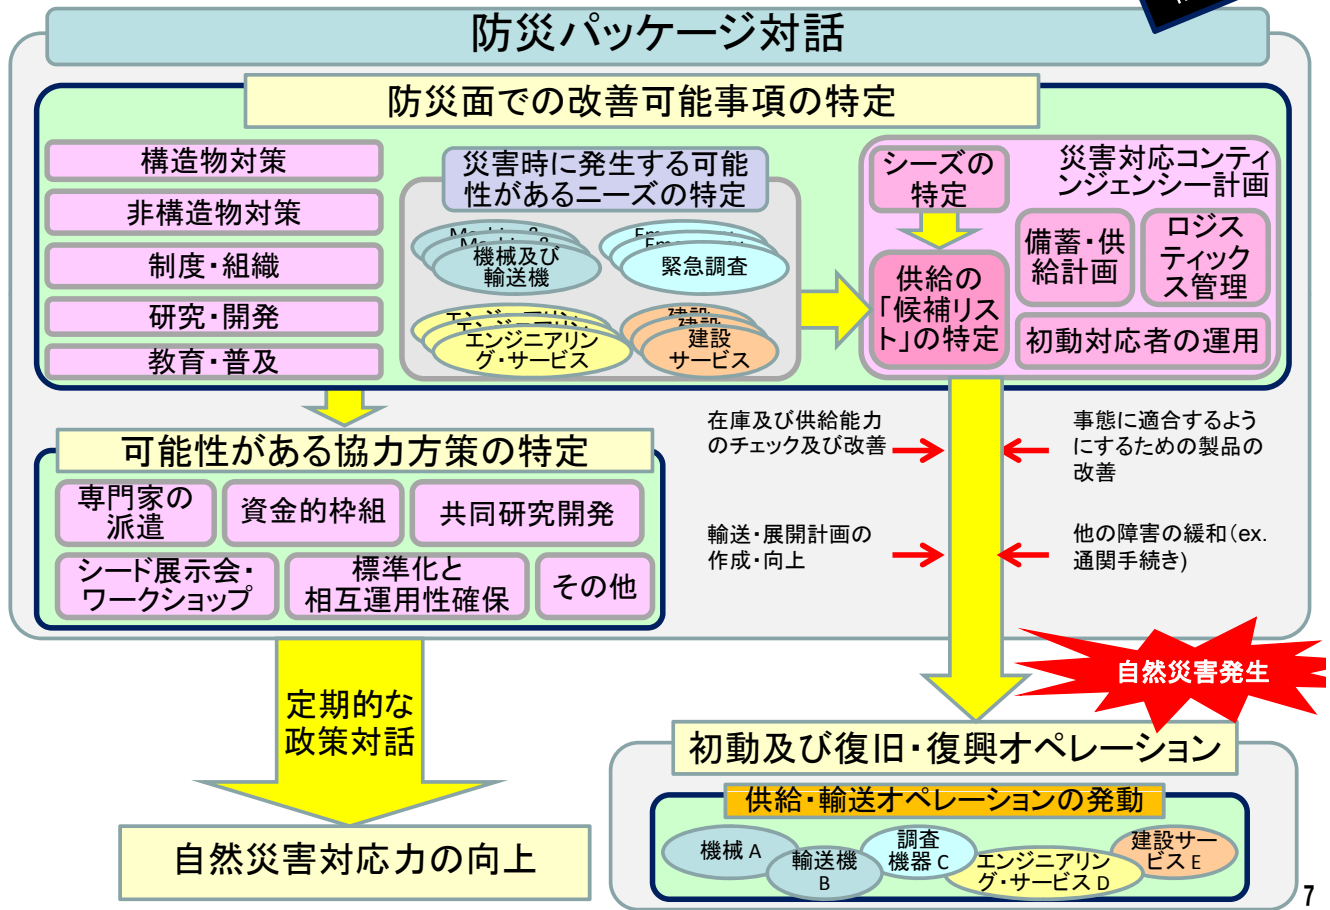 防災パッケージ対話
防災面での改善可能事項の特定
構造物対策
非構造物対策
制度・組織
研究・開発
教育・普及
災害時に発生する可能
性があるニーズの特定
機械及び
輸送機
緊急調査
エンジニアリン
グ・サービス
建設
サービス
シーズの
特定
供給の
「候補リス
ト」の特定
災害対応コンティ
ンジェンシー計画
備蓄・供
給計画
ロジス
ティック
ス管理
初動対応者の運用
可能性がある協力方策の特定
専門家の
派遣
資金的枠組
共同研究開発
シード展示会・
ワークショップ
標準化と
相互運用性確保
その他
在庫及び供給能力
のチェック及び改善
事態に適合するよう
にするための製品の
改善
輸送・展開計画の
作成・向上
他の障害の緩和(ex.
通関手続き)
自然災害発生
定期的な
政策対話
自然災害対応力の向上
初動及び復旧・復興オペレーション
供給・輸送オペレーションの発動
機械 A
輸送機
B
調査
機器 C
エンジニアリン
グ・サービス D
建設サー
ビス E
7